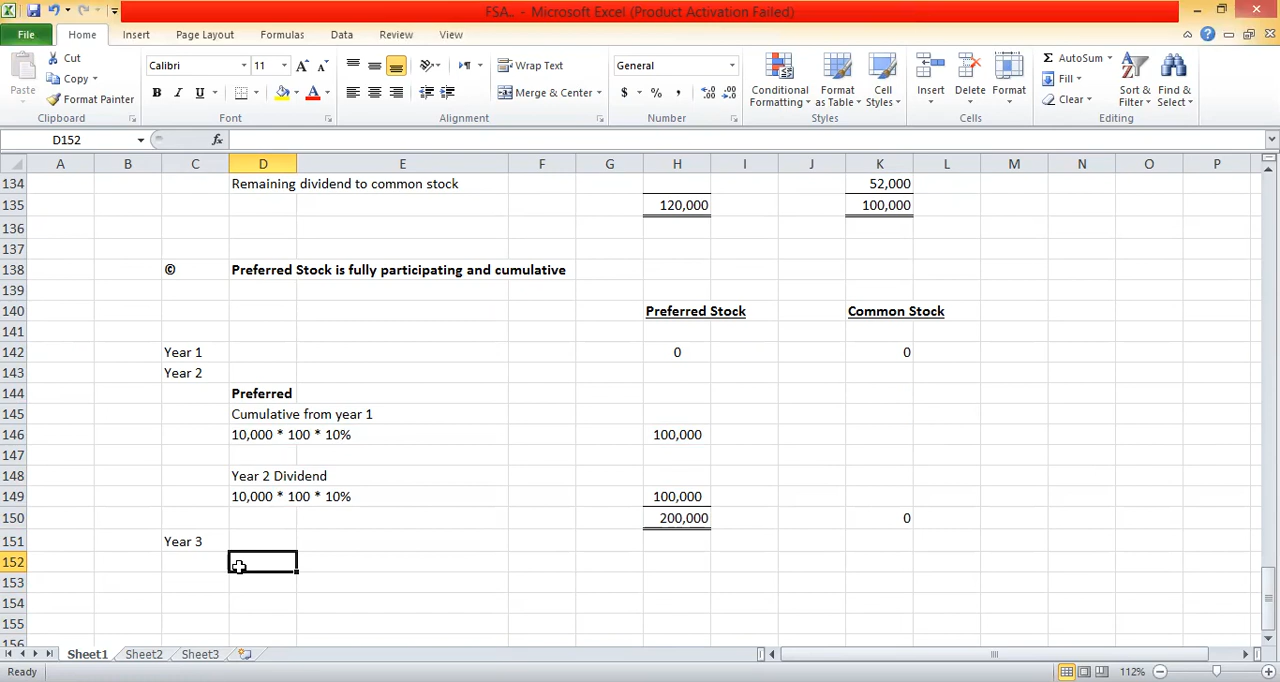 FSA.. - Microsoft Excel (Product Activation Failed)
File Home Insert Page Layout Formulas Data Review View
Paste Cut Copy Format Painter Clipboard
Calibri 11 A A B I U A Font
Wrap Text Merge & Center Alignment
General $ % , Number
Conditional Formatting Format as Table Cell Styles Styles
Insert Delete Format Cells
Σ AutoSum Fill Clear Sort & Filter Find & Select Editing
D152 fx
A B C D E F G H I J K L M N O P
134 Remaining dividend to common stock 52,000
135 120,000 100,000
136
137
138 © Preferred Stock is fully participating and cumulative
139
140 Preferred Stock Common Stock
141
142 Year 1 0 0
143 Year 2
144 Preferred
145 Cumulative from year 1
146 10,000 * 100 * 10% 100,000
147
148 Year 2 Dividend
149 10,000 * 100 * 10% 100,000
150 200,000 0
151 Year 3
152
153
154
155
156
Sheet1 Sheet2 Sheet3
Ready 112%